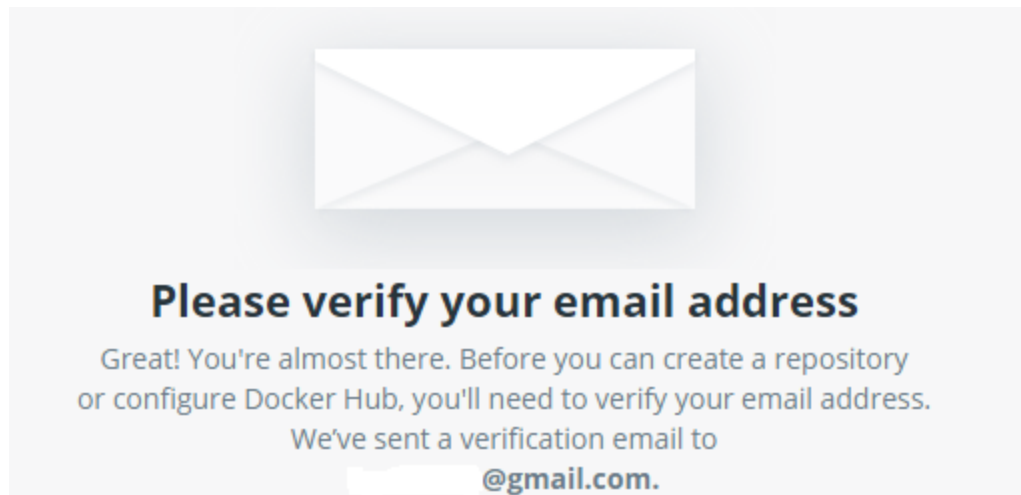 Please verify your email address
Great! You're almost there. Before you can create a repository
or configure Docker Hub, you'll need to verify your email address.
We’ve sent a verification email to
@gmail.com.